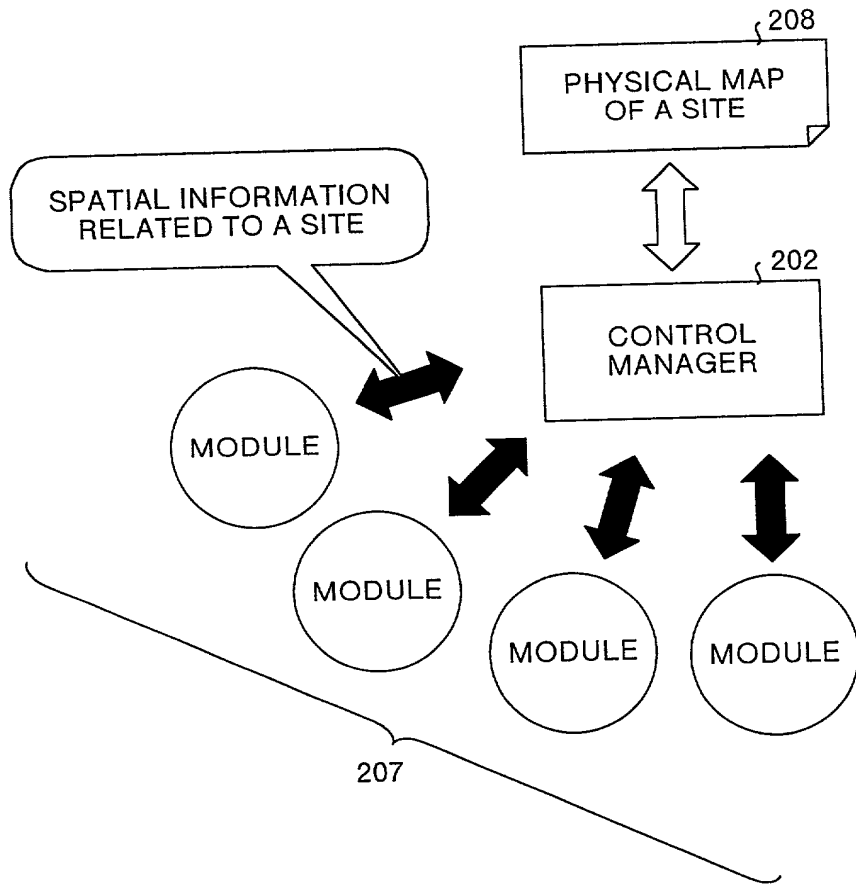 208
PHYSICAL MAP
OF A SITE
SPATIAL INFORMATION
RELATED TO A SITE
202
CONTROL
MANAGER
MODULE
MODULE
MODULE
MODULE
207